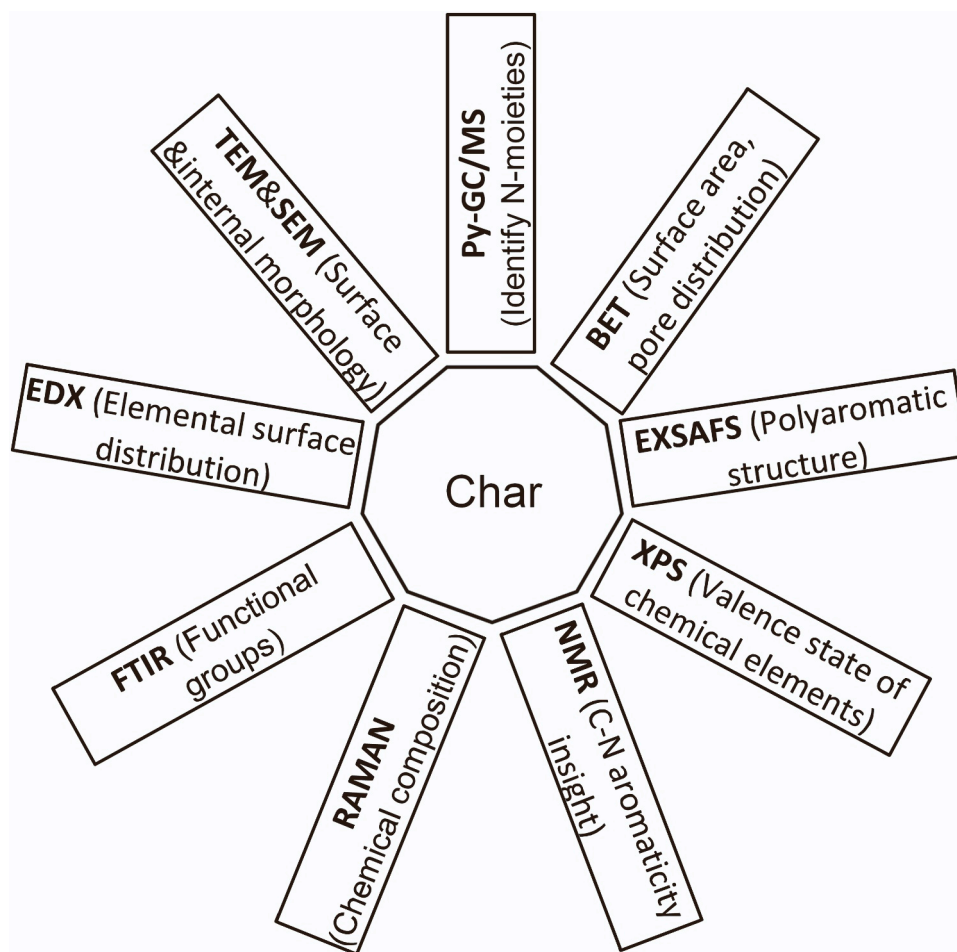 Py-GC/MS
(Identify N-moieties)
BET (Surface area,
pore distribution)
EXSAFS (Polyaromatic
structure)
XPS (Valence state of
chemical elements)
NMR (C-N aromaticity
insight)
RAMAN
(Chemical composition)
FTIR (Functional
groups)
EDX (Elemental surface
distribution)
TEM&SEM (Surface
&internal morphology)
Char